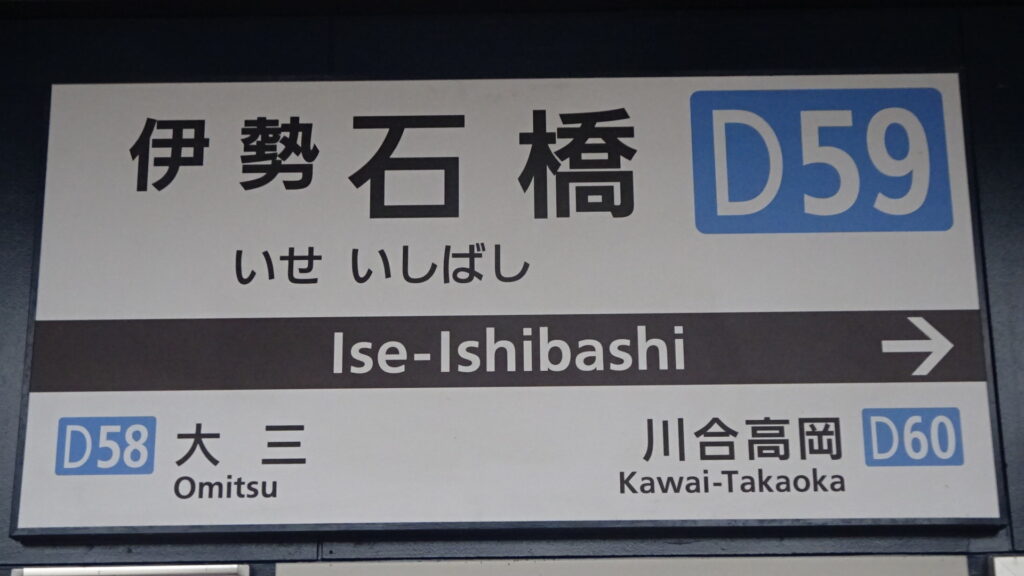 伊勢石橋 D59
いせ いしばし
Ise-Ishibashi →
D58 大三 川合高岡 D60
Omitsu Kawai-Takaoka